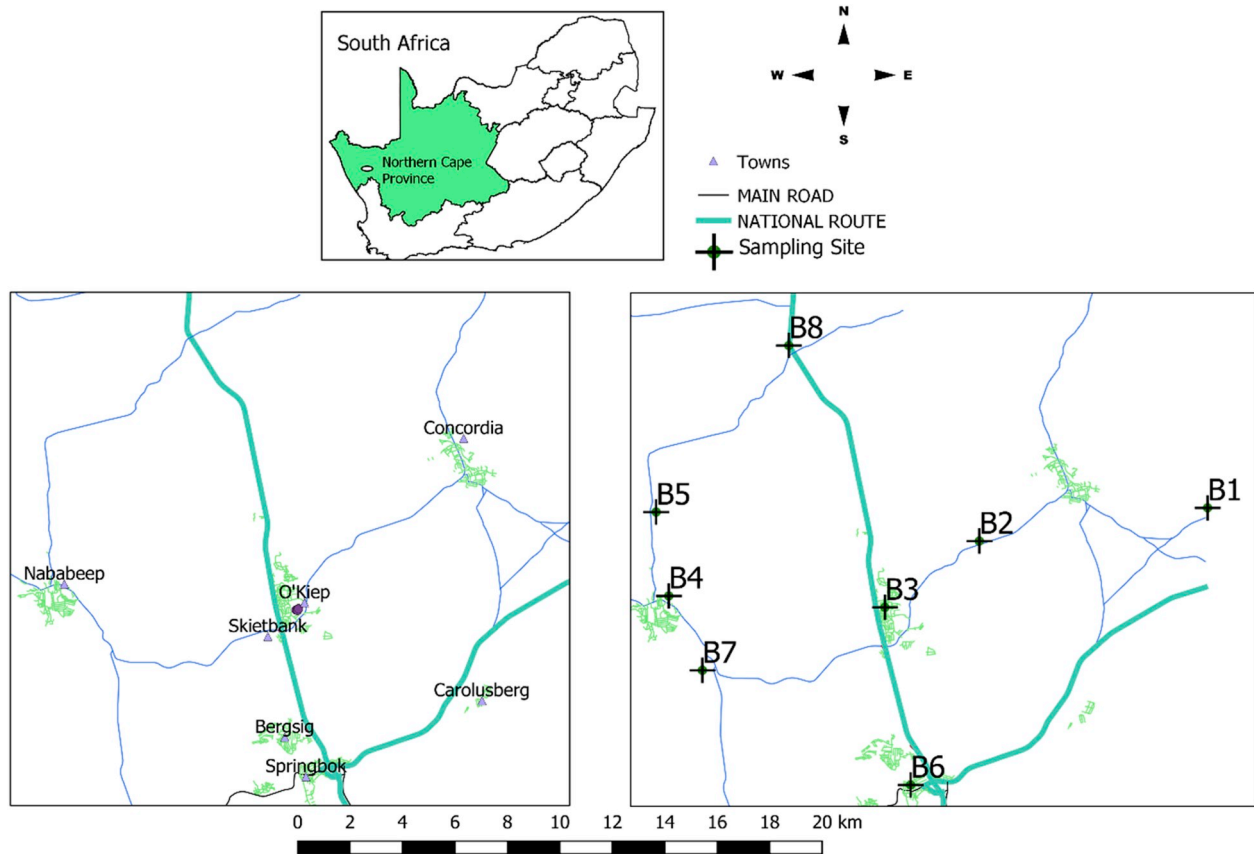 South Africa
Northern Cape
Province
N
W
E
S
Towns
MAIN ROAD
NATIONAL ROUTE
Sampling Site
Concordia
Nababeep
O'Kiep
Skietbank
Carolusberg
Bergsig
Springbok
B8
B5
B1
B2
B4
B3
B7
B6
0 2 4 6 8 10 12 14 16 18 20 km